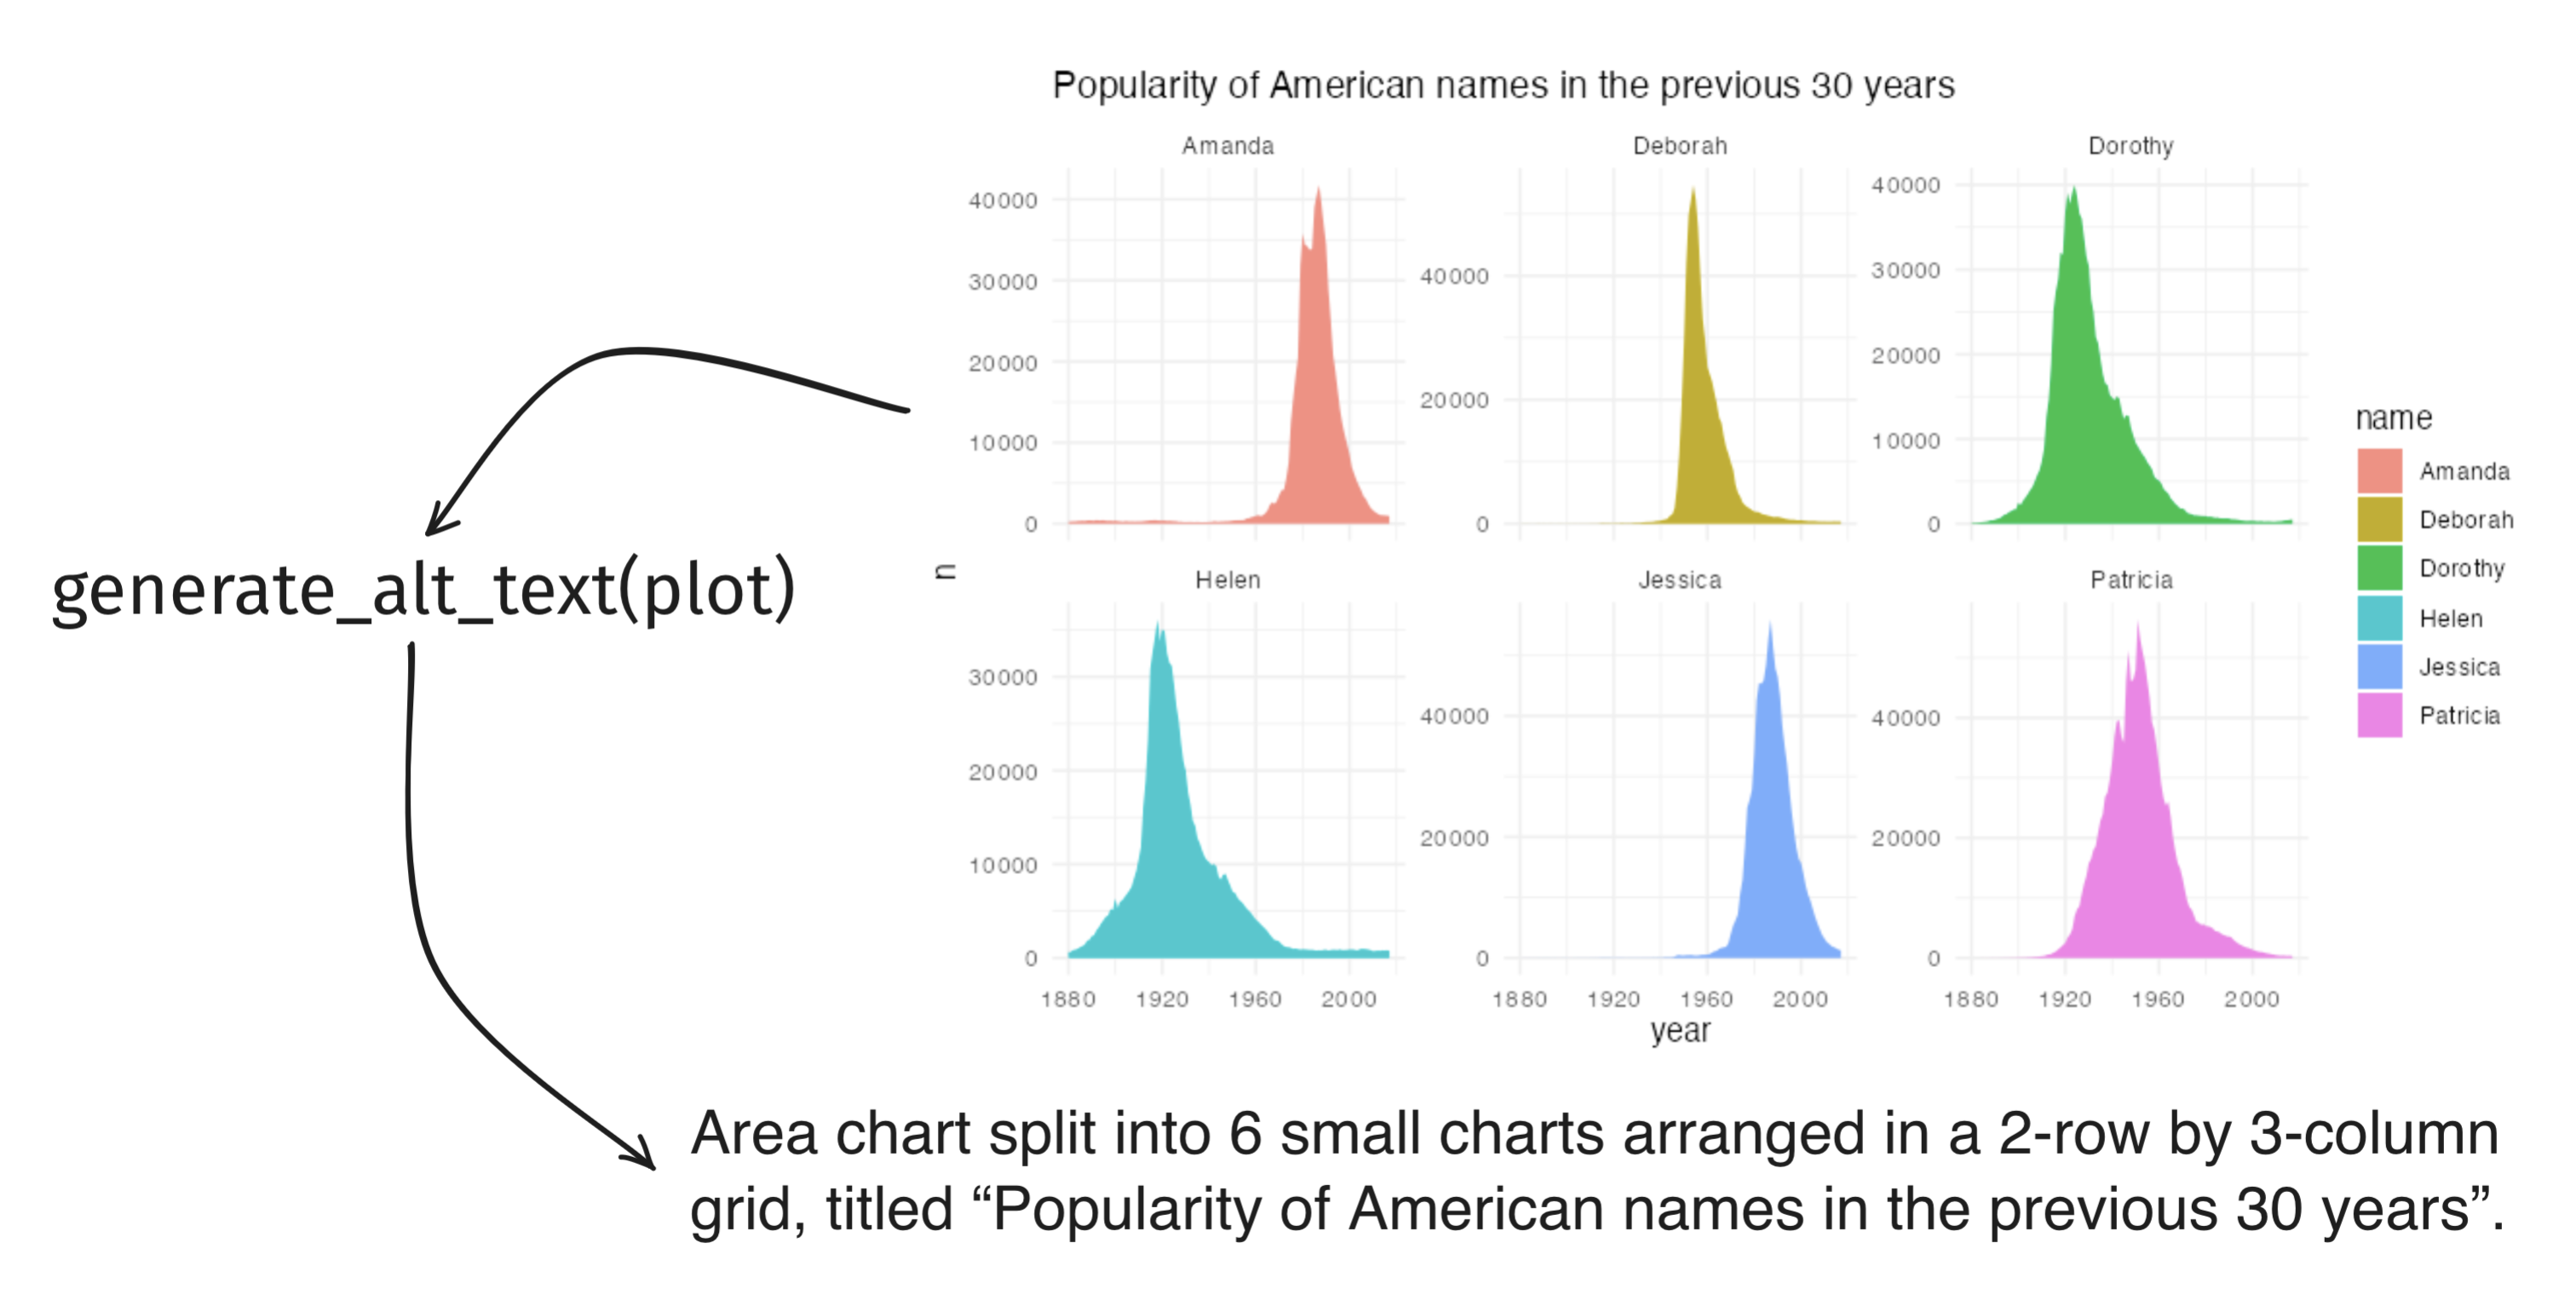 Popularity of American names in the previous 30 years
Amanda
Deborah
Dorothy
40000
30000
20000
10000
0
40000
20000
0
40000
30000
20000
10000
0
n
Helen
Jessica
Patricia
30000
20000
10000
0
40000
20000
0
40000
20000
0
1880 1920 1960 2000
1880 1920 1960 2000
1880 1920 1960 2000
year
name
Amanda
Deborah
Dorothy
Helen
Jessica
Patricia
generate_alt_text(plot)
Area chart split into 6 small charts arranged in a 2-row by 3-column
grid, titled “Popularity of American names in the previous 30 years”.